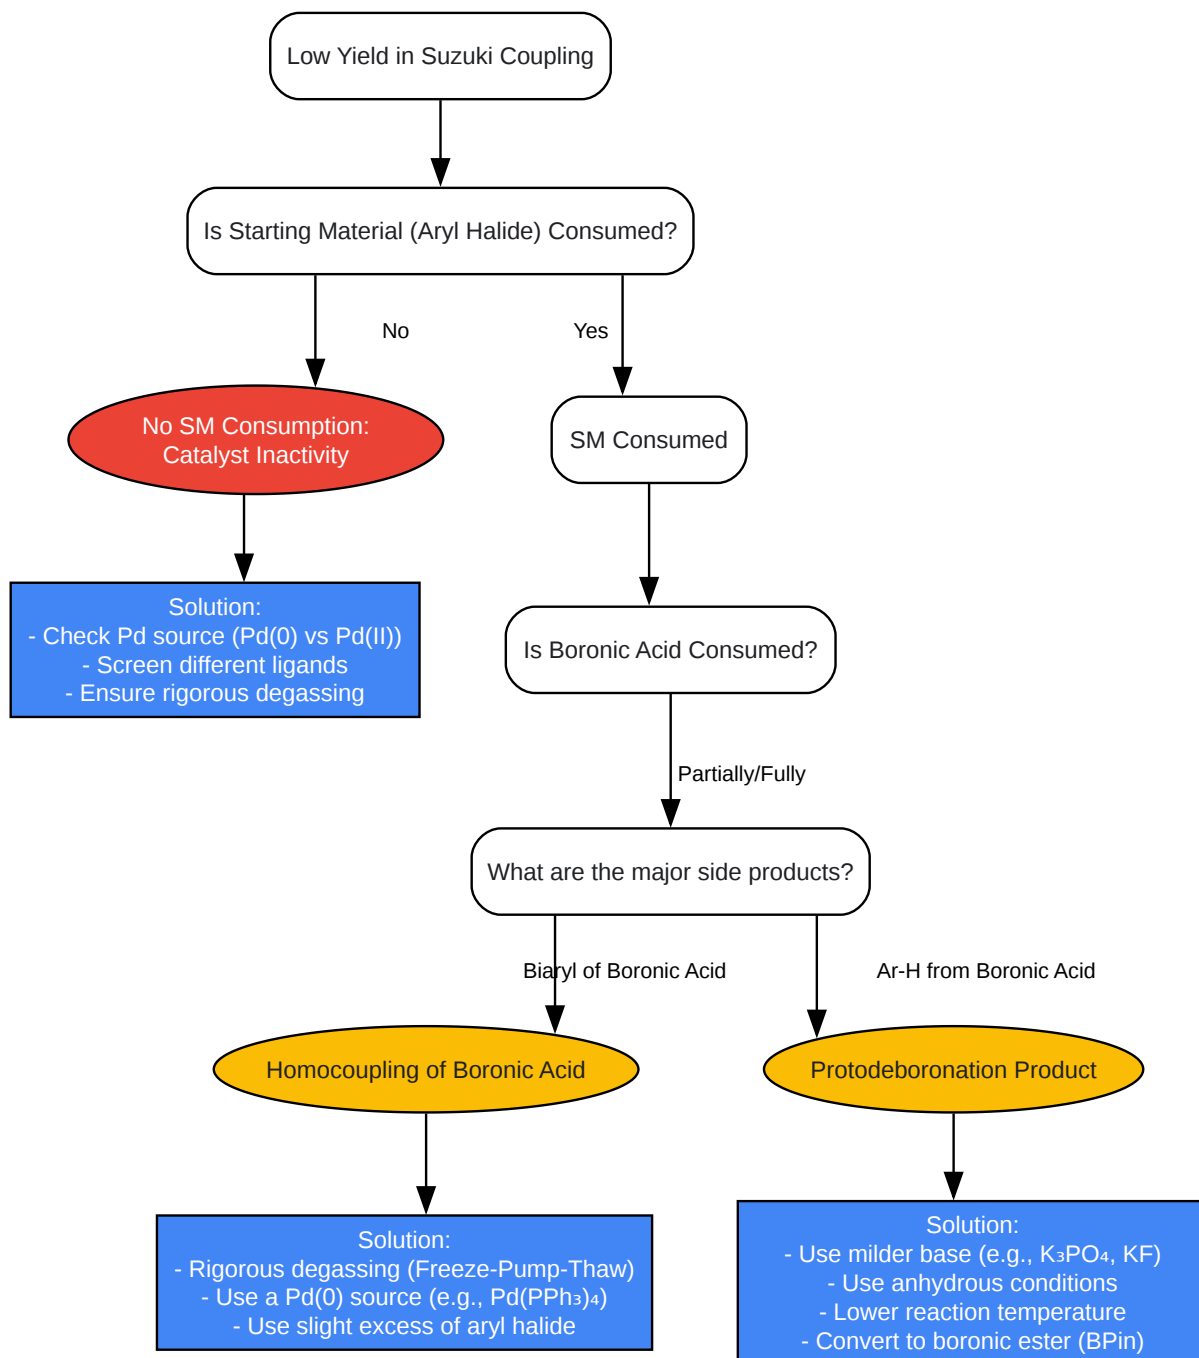 Low Yield in Suzuki Coupling
Is Starting Material (Aryl Halide) Consumed?
No
Yes
No SM Consumption:
Catalyst Inactivity
SM Consumed
Solution:
- Check Pd source (Pd(0) vs Pd(II))
- Screen different ligands
- Ensure rigorous degassing
Is Boronic Acid Consumed?
Partially/Fully
What are the major side products?
Biaryl of Boronic Acid
Ar-H from Boronic Acid
Homocoupling of Boronic Acid
Protodeboronation Product
Solution:
- Rigorous degassing (Freeze-Pump-Thaw)
- Use a Pd(0) source (e.g., Pd(PPh₃)₄)
- Use slight excess of aryl halide
Solution:
- Use milder base (e.g., K₃PO₄, KF)
- Use anhydrous conditions
- Lower reaction temperature
- Convert to boronic ester (BPin)